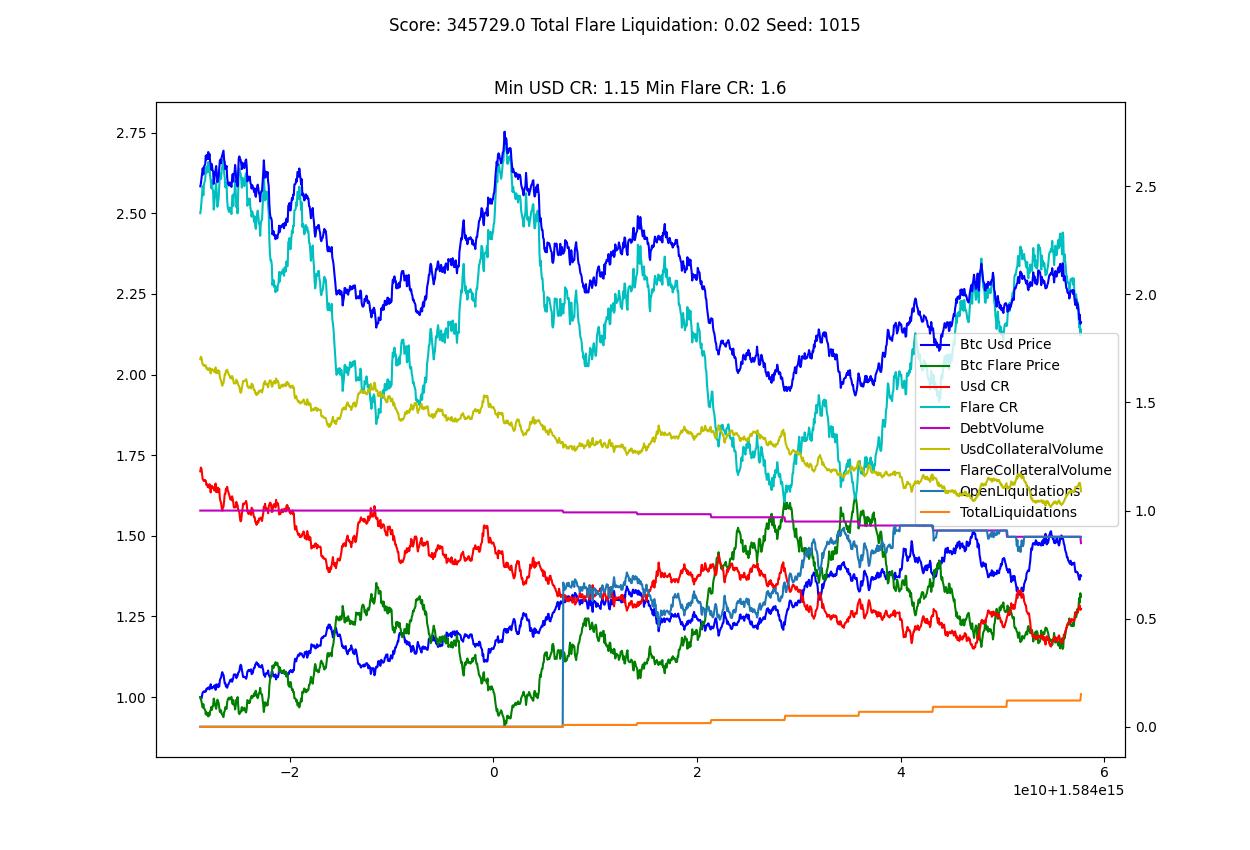 Score: 345729.0 Total Flare Liquidation: 0.02 Seed: 1015
Min USD CR: 1.15 Min Flare CR: 1.6
2.75
2.50
2.25
2.00
1.75
1.50
1.25
1.00
2.5
2.0
1.5
1.0
0.5
0.0
Btc Usd Price
Btc Flare Price
Usd CR
Flare CR
DebtVolume
UsdCollateralVolume
FlareCollateralVolume
OpenLiquidations
TotalLiquidations
−2 0 2 4 6
1e10+1.584e15